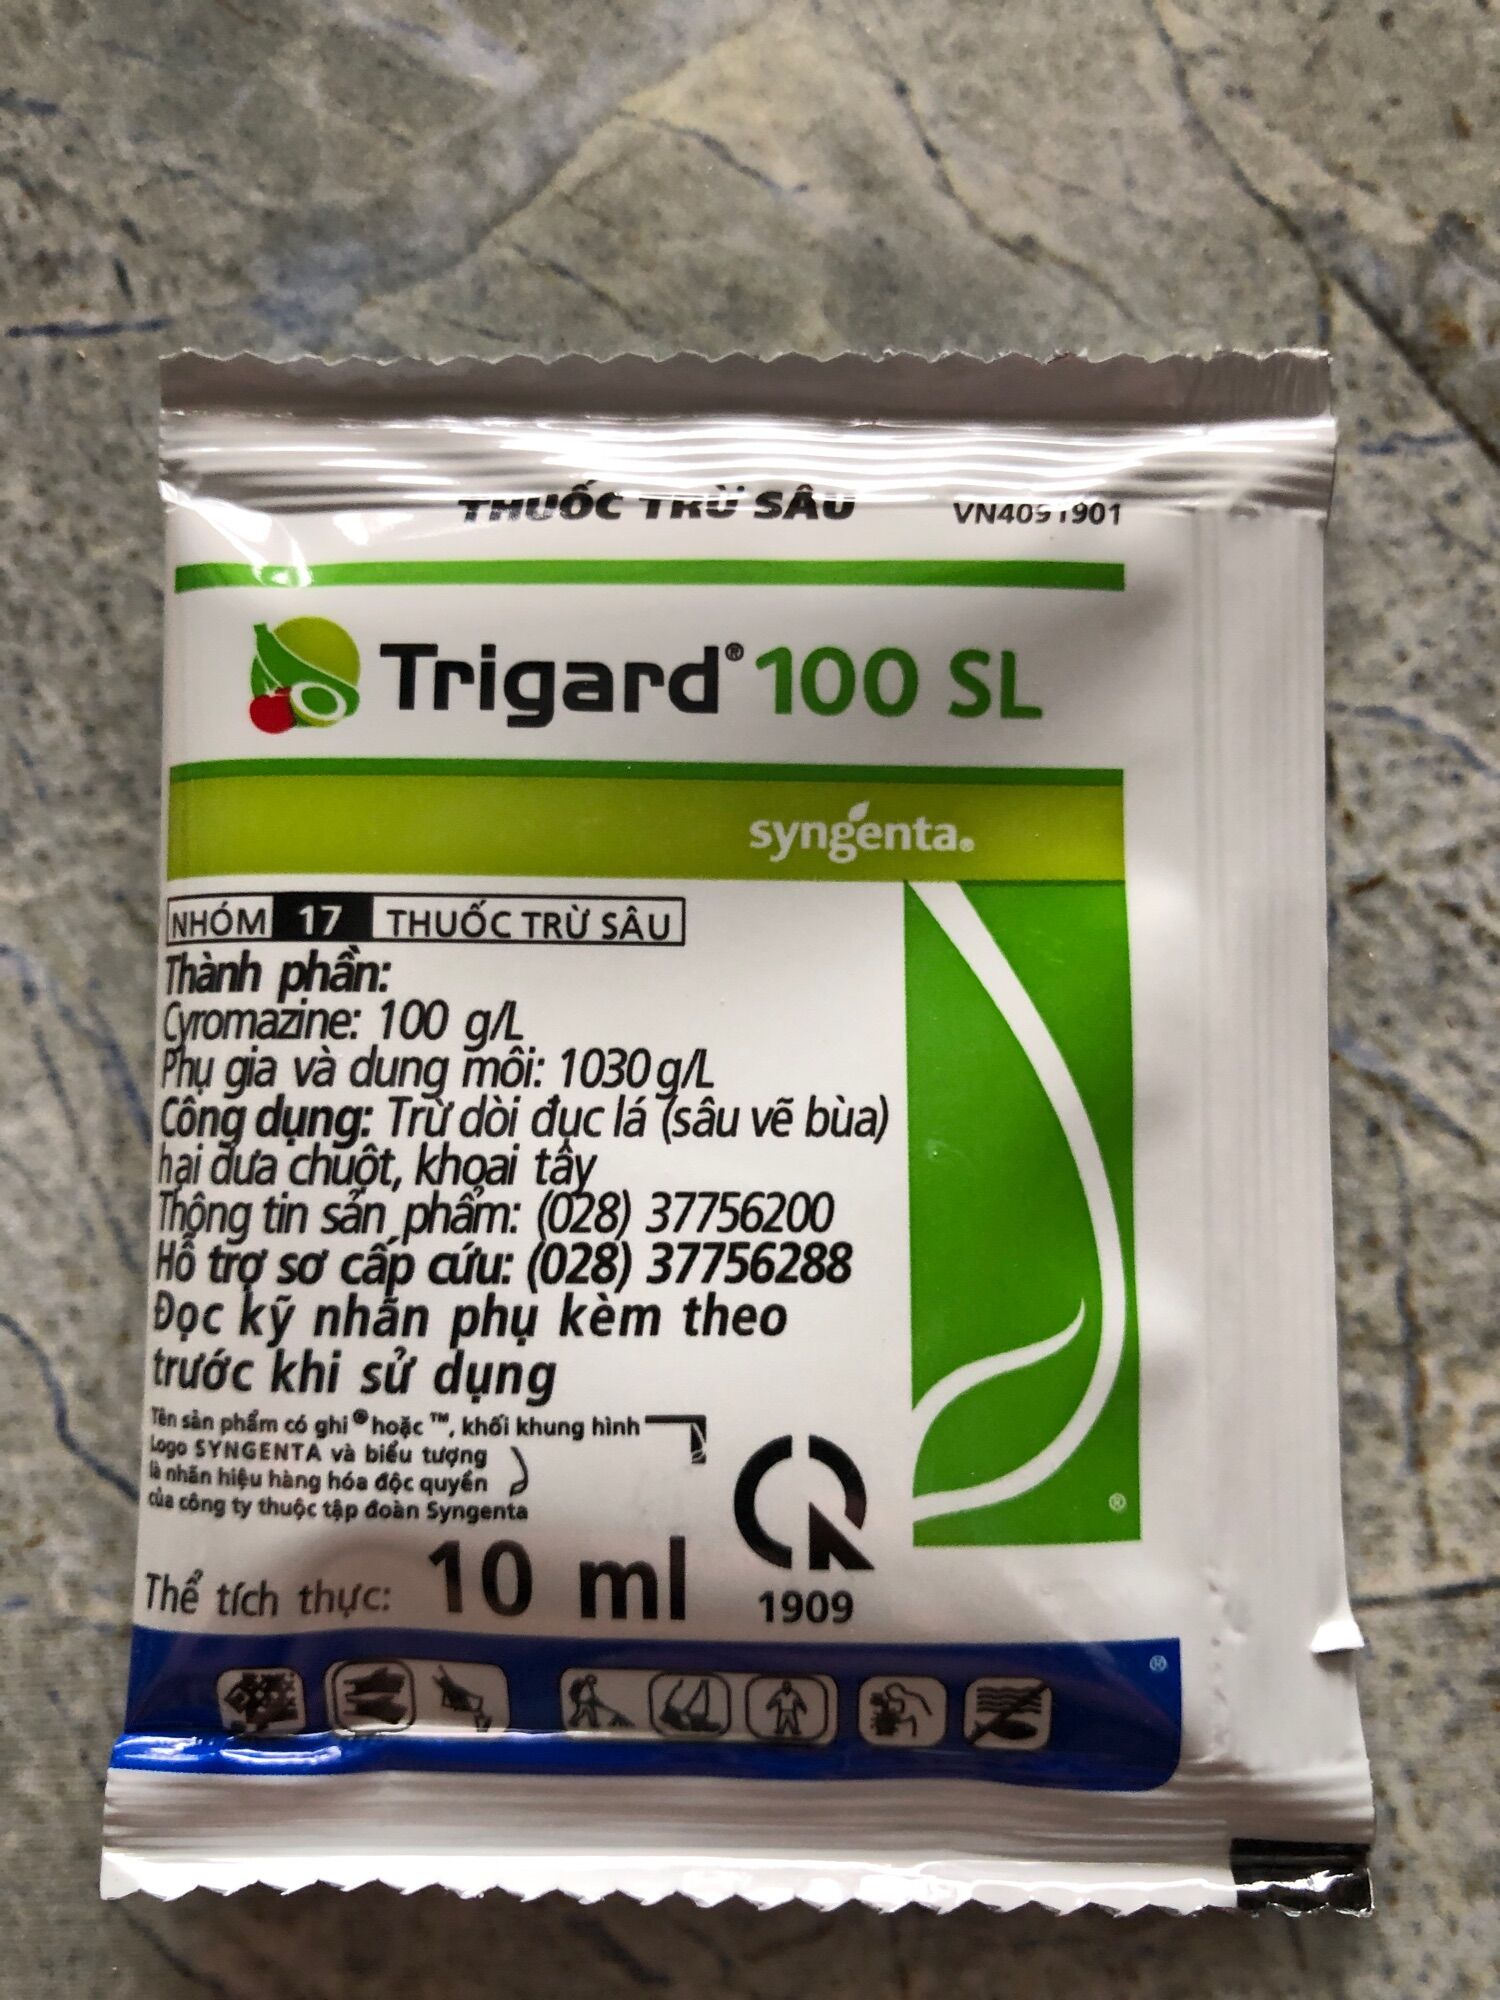 THUỐC TRỪ SÂU VN4091901
Trigard® 100 SL
syngenta®
NHÓM 17 THUỐC TRỪ SÂU
Thành phần:
Cyromazine: 100 g/L
Phụ gia và dung môi: 1030 g/L
Công dụng: Trừ dòi đục lá (sâu vẽ bùa)
hại dưa chuột, khoai tây
Thông tin sản phẩm: (028) 37756200
Hỗ trợ sơ cấp cứu: (028) 37756288
Đọc kỹ nhãn phụ kèm theo
trước khi sử dụng
Tên sản phẩm có ghi ® hoặc ™, khối khung hình
Logo SYNGENTA và biểu tượng
là nhãn hiệu hàng hóa độc quyền
của công ty thuộc tập đoàn Syngenta
®
Thể tích thực: 10 ml
1909
®